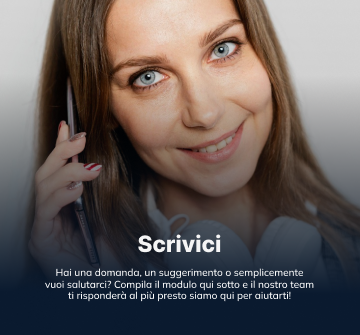 Scrivici
Hai una domanda, un suggerimento o semplicemente
vuoi salutarci? Compila il modulo qui sotto e il nostro team
ti risponderà al più presto siamo qui per aiutarti!